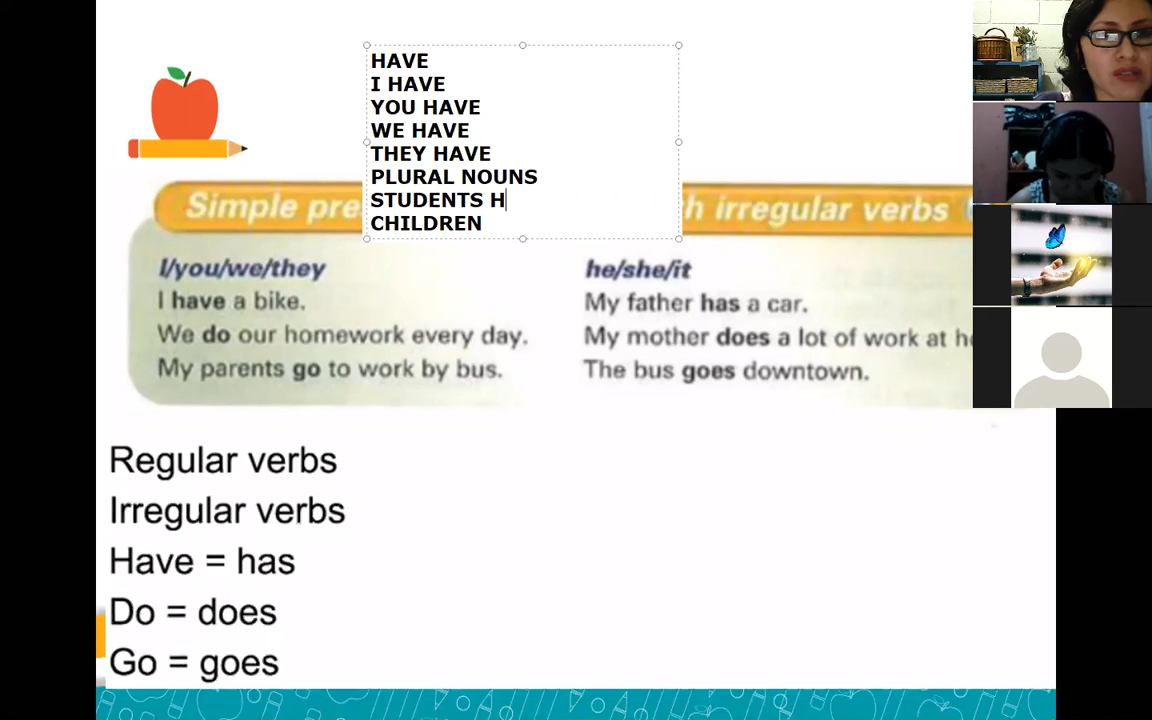 HAVE
I HAVE
YOU HAVE
WE HAVE
THEY HAVE
PLURAL NOUNS
STUDENTS H
CHILDREN
Simple pre
h irregular verbs
I/you/we/they
I have a bike.
We do our homework every day.
My parents go to work by bus.
he/she/it
My father has a car.
My mother does a lot of work at h
The bus goes downtown.
Regular verbs
Irregular verbs
Have = has
Do = does
Go = goes